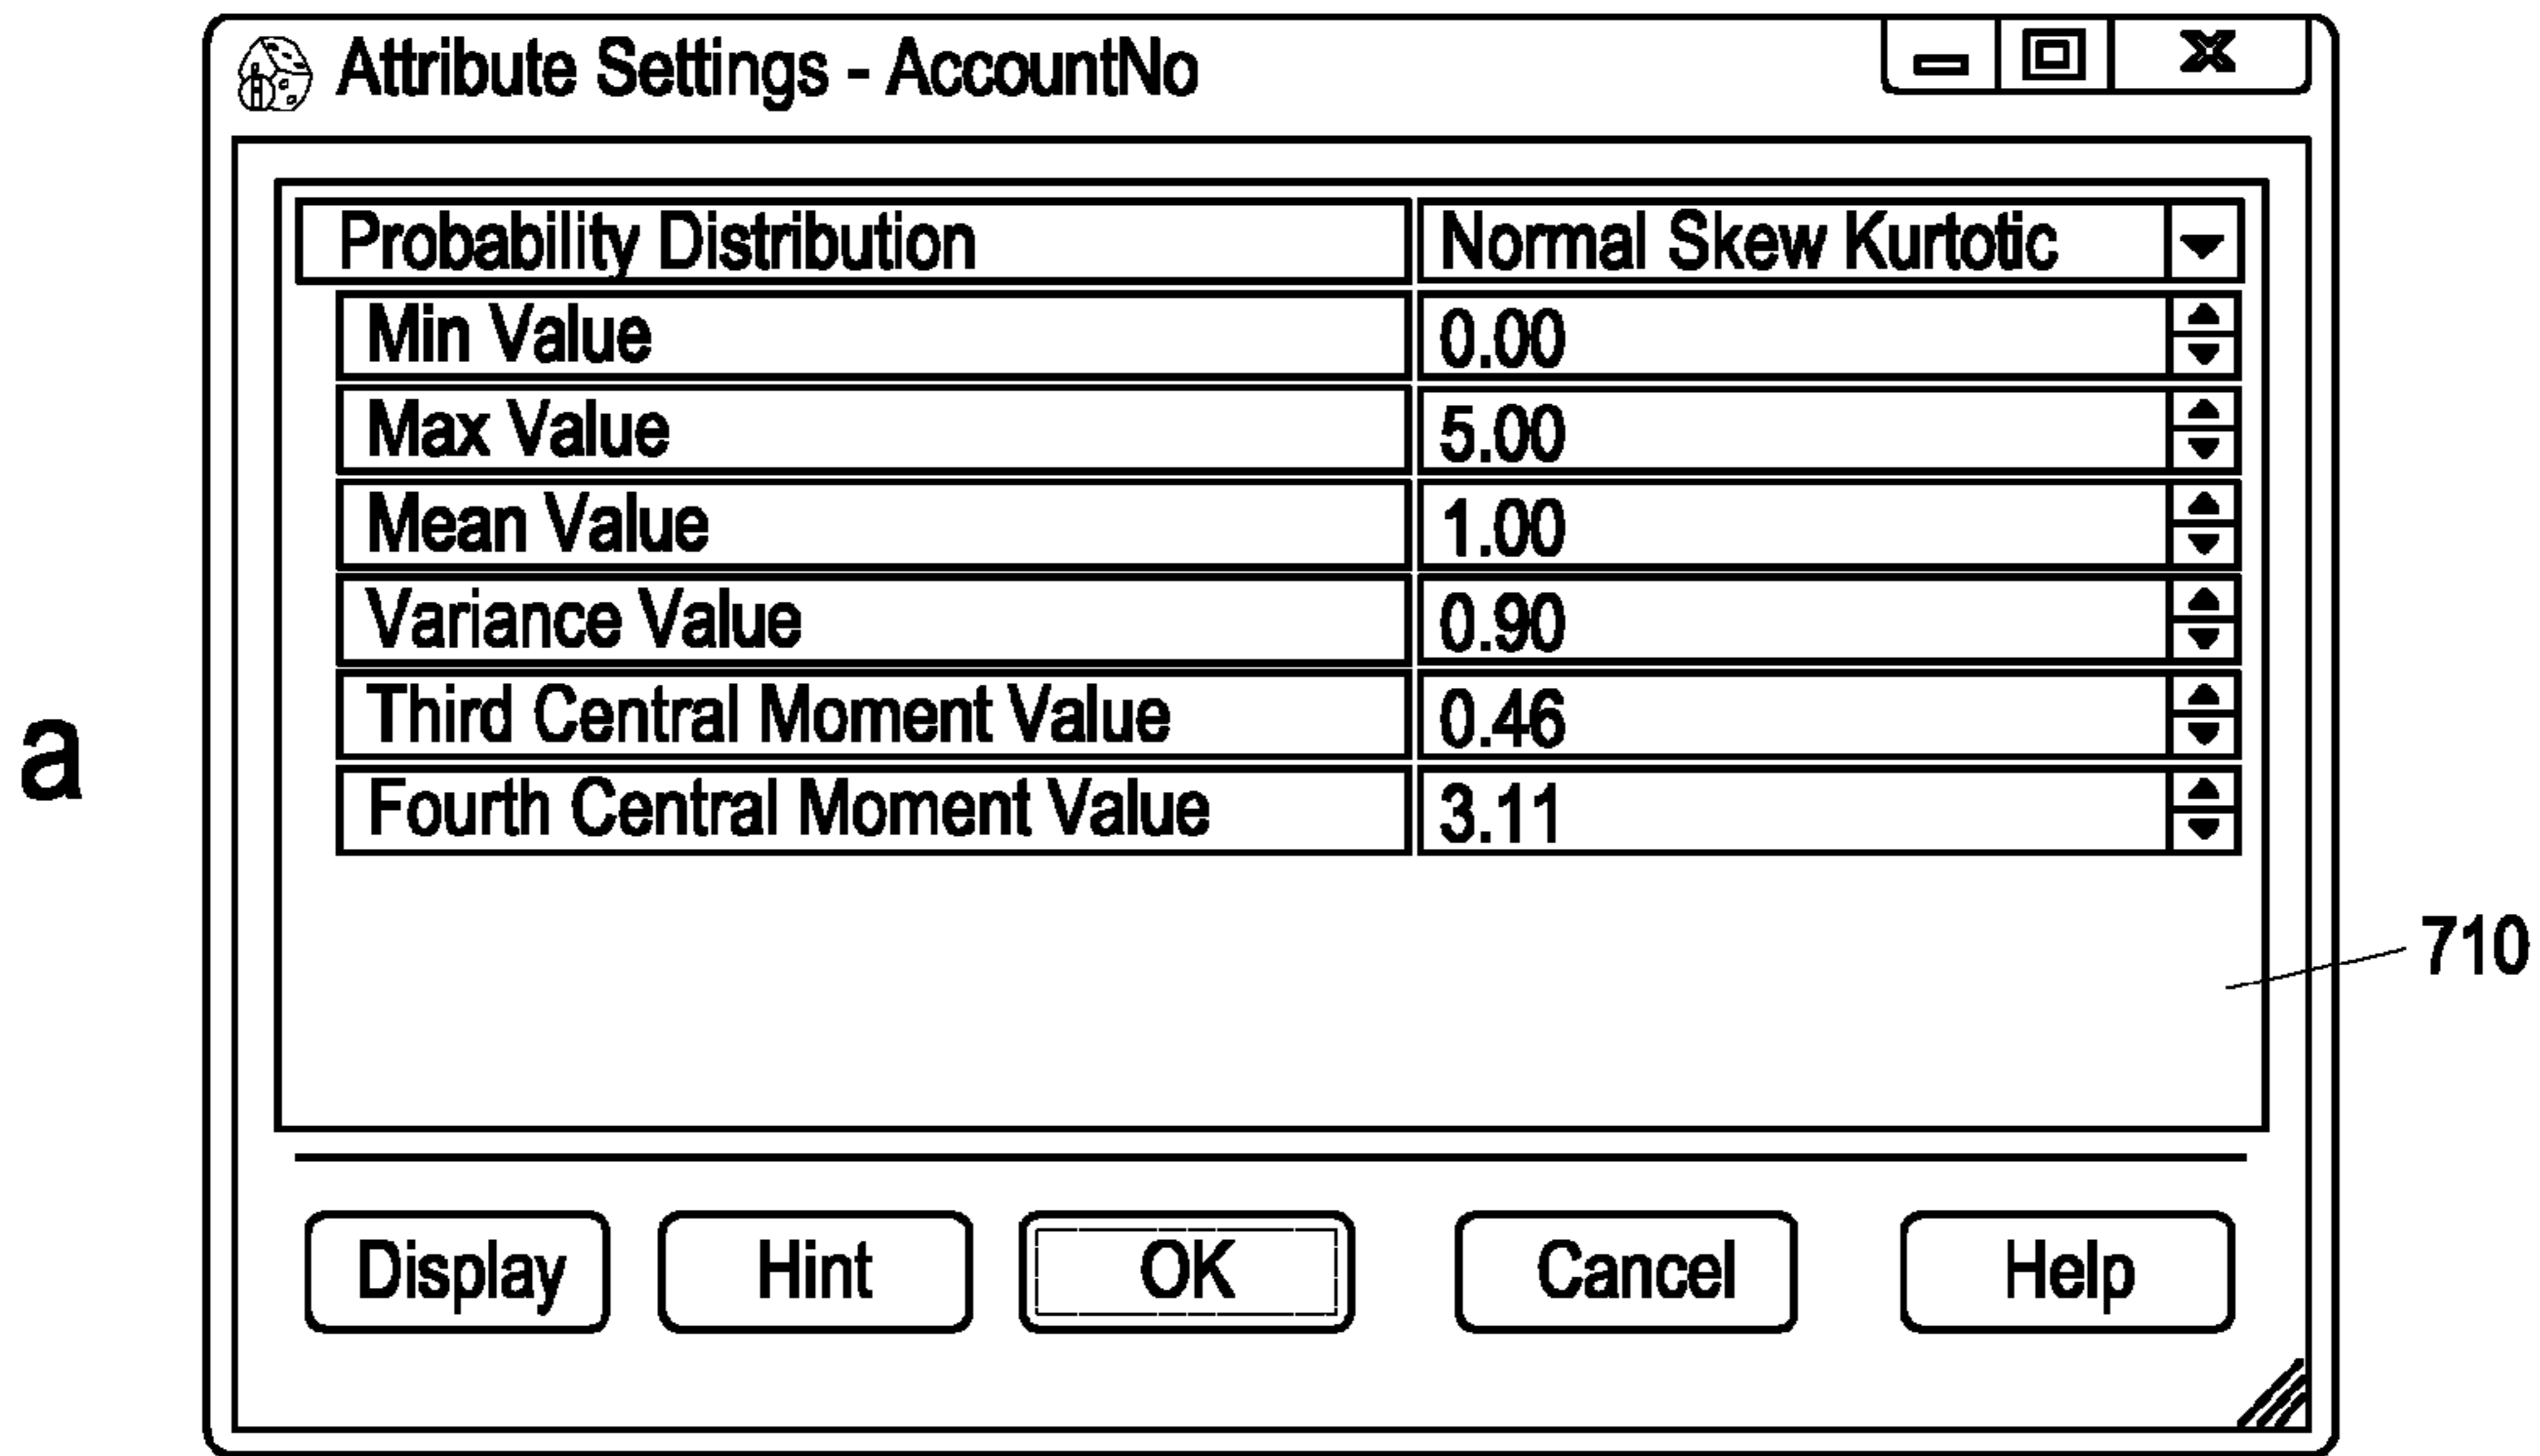 Attribute Settings - AccountNo
Probability Distribution Normal Skew Kurtotic
Min Value 0.00
Max Value 5.00
Mean Value 1.00
Variance Value 0.90
Third Central Moment Value 0.46
a
Fourth Central Moment Value 3.11
710
Display Hint OK Cancel Help